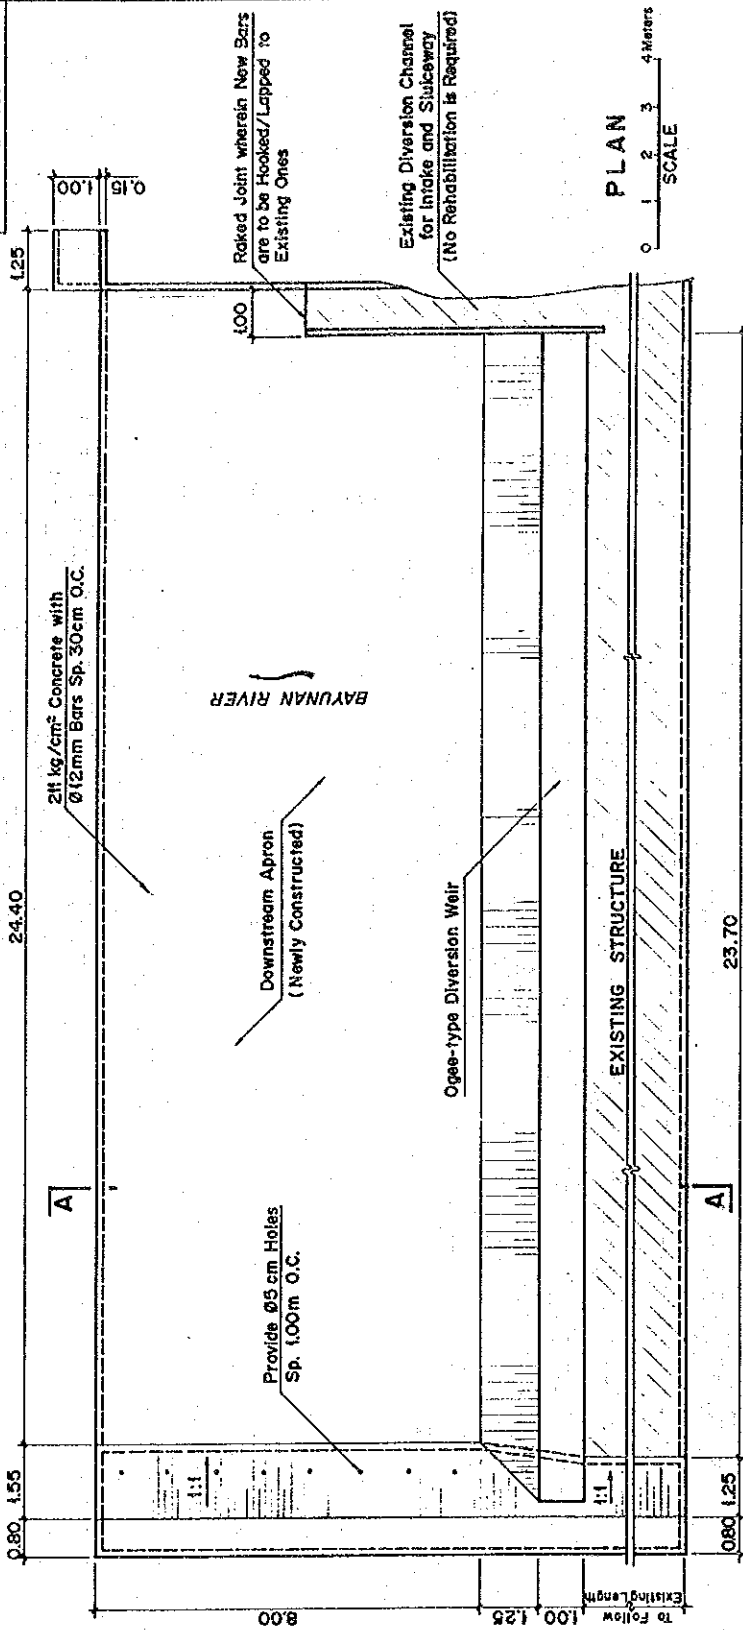 0.80
1.55
24.40
1.25
1.00
0.15
211 kg/cm² Concrete with
Ø12mm Bars Sp. 30cm O.C.
Raked Joint wherein New Bars
are to be Hooked/Lapped to
Existing Ones
1.00
A
BAYUNAN RIVER
Downstream Apron
(Newly Constructed)
Provide Ø5 cm Holes
Sp. 1.00m O.C.
1:1
Existing Diversion Channel
for Intake and Sluiceway
(No Rehabilitation is Required)
Ogee-type Diversion Weir
1:1
EXISTING STRUCTURE
A
8.00
1.25
1.00
To Follow
Existing Length
0.80
1.25
23.70
PLAN
0 1 2 3 4 Meters
SCALE